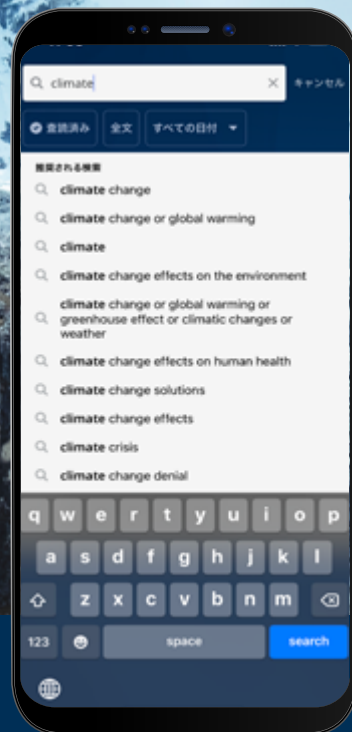 climate
キャンセル
査読済み 全文 すべての日付
推奨される検索
climate change
climate change or global warming
climate
climate change effects on the environment
climate change or global warming or
greenhouse effect or climatic changes or
weather
climate change effects on human health
climate change solutions
climate change effects
climate crisis
climate change denial
q w e r t y u i o p
a s d f g h j k l
z x c v b n m
123 space search